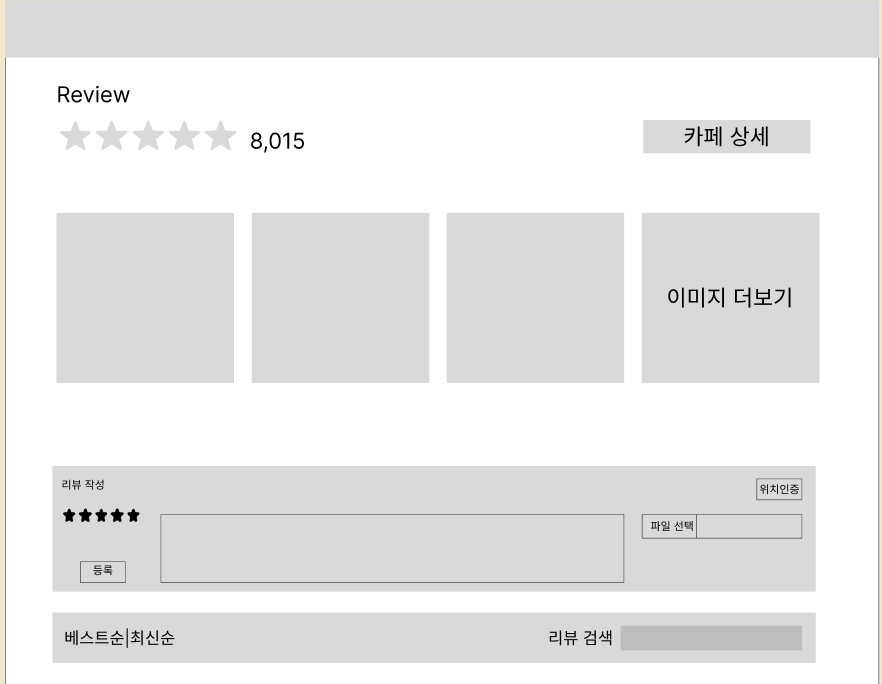 Review
8,015
카페 상세
이미지 더보기
리뷰 작성
위치인증
파일 선택
등록
베스트순|최신순
리뷰 검색